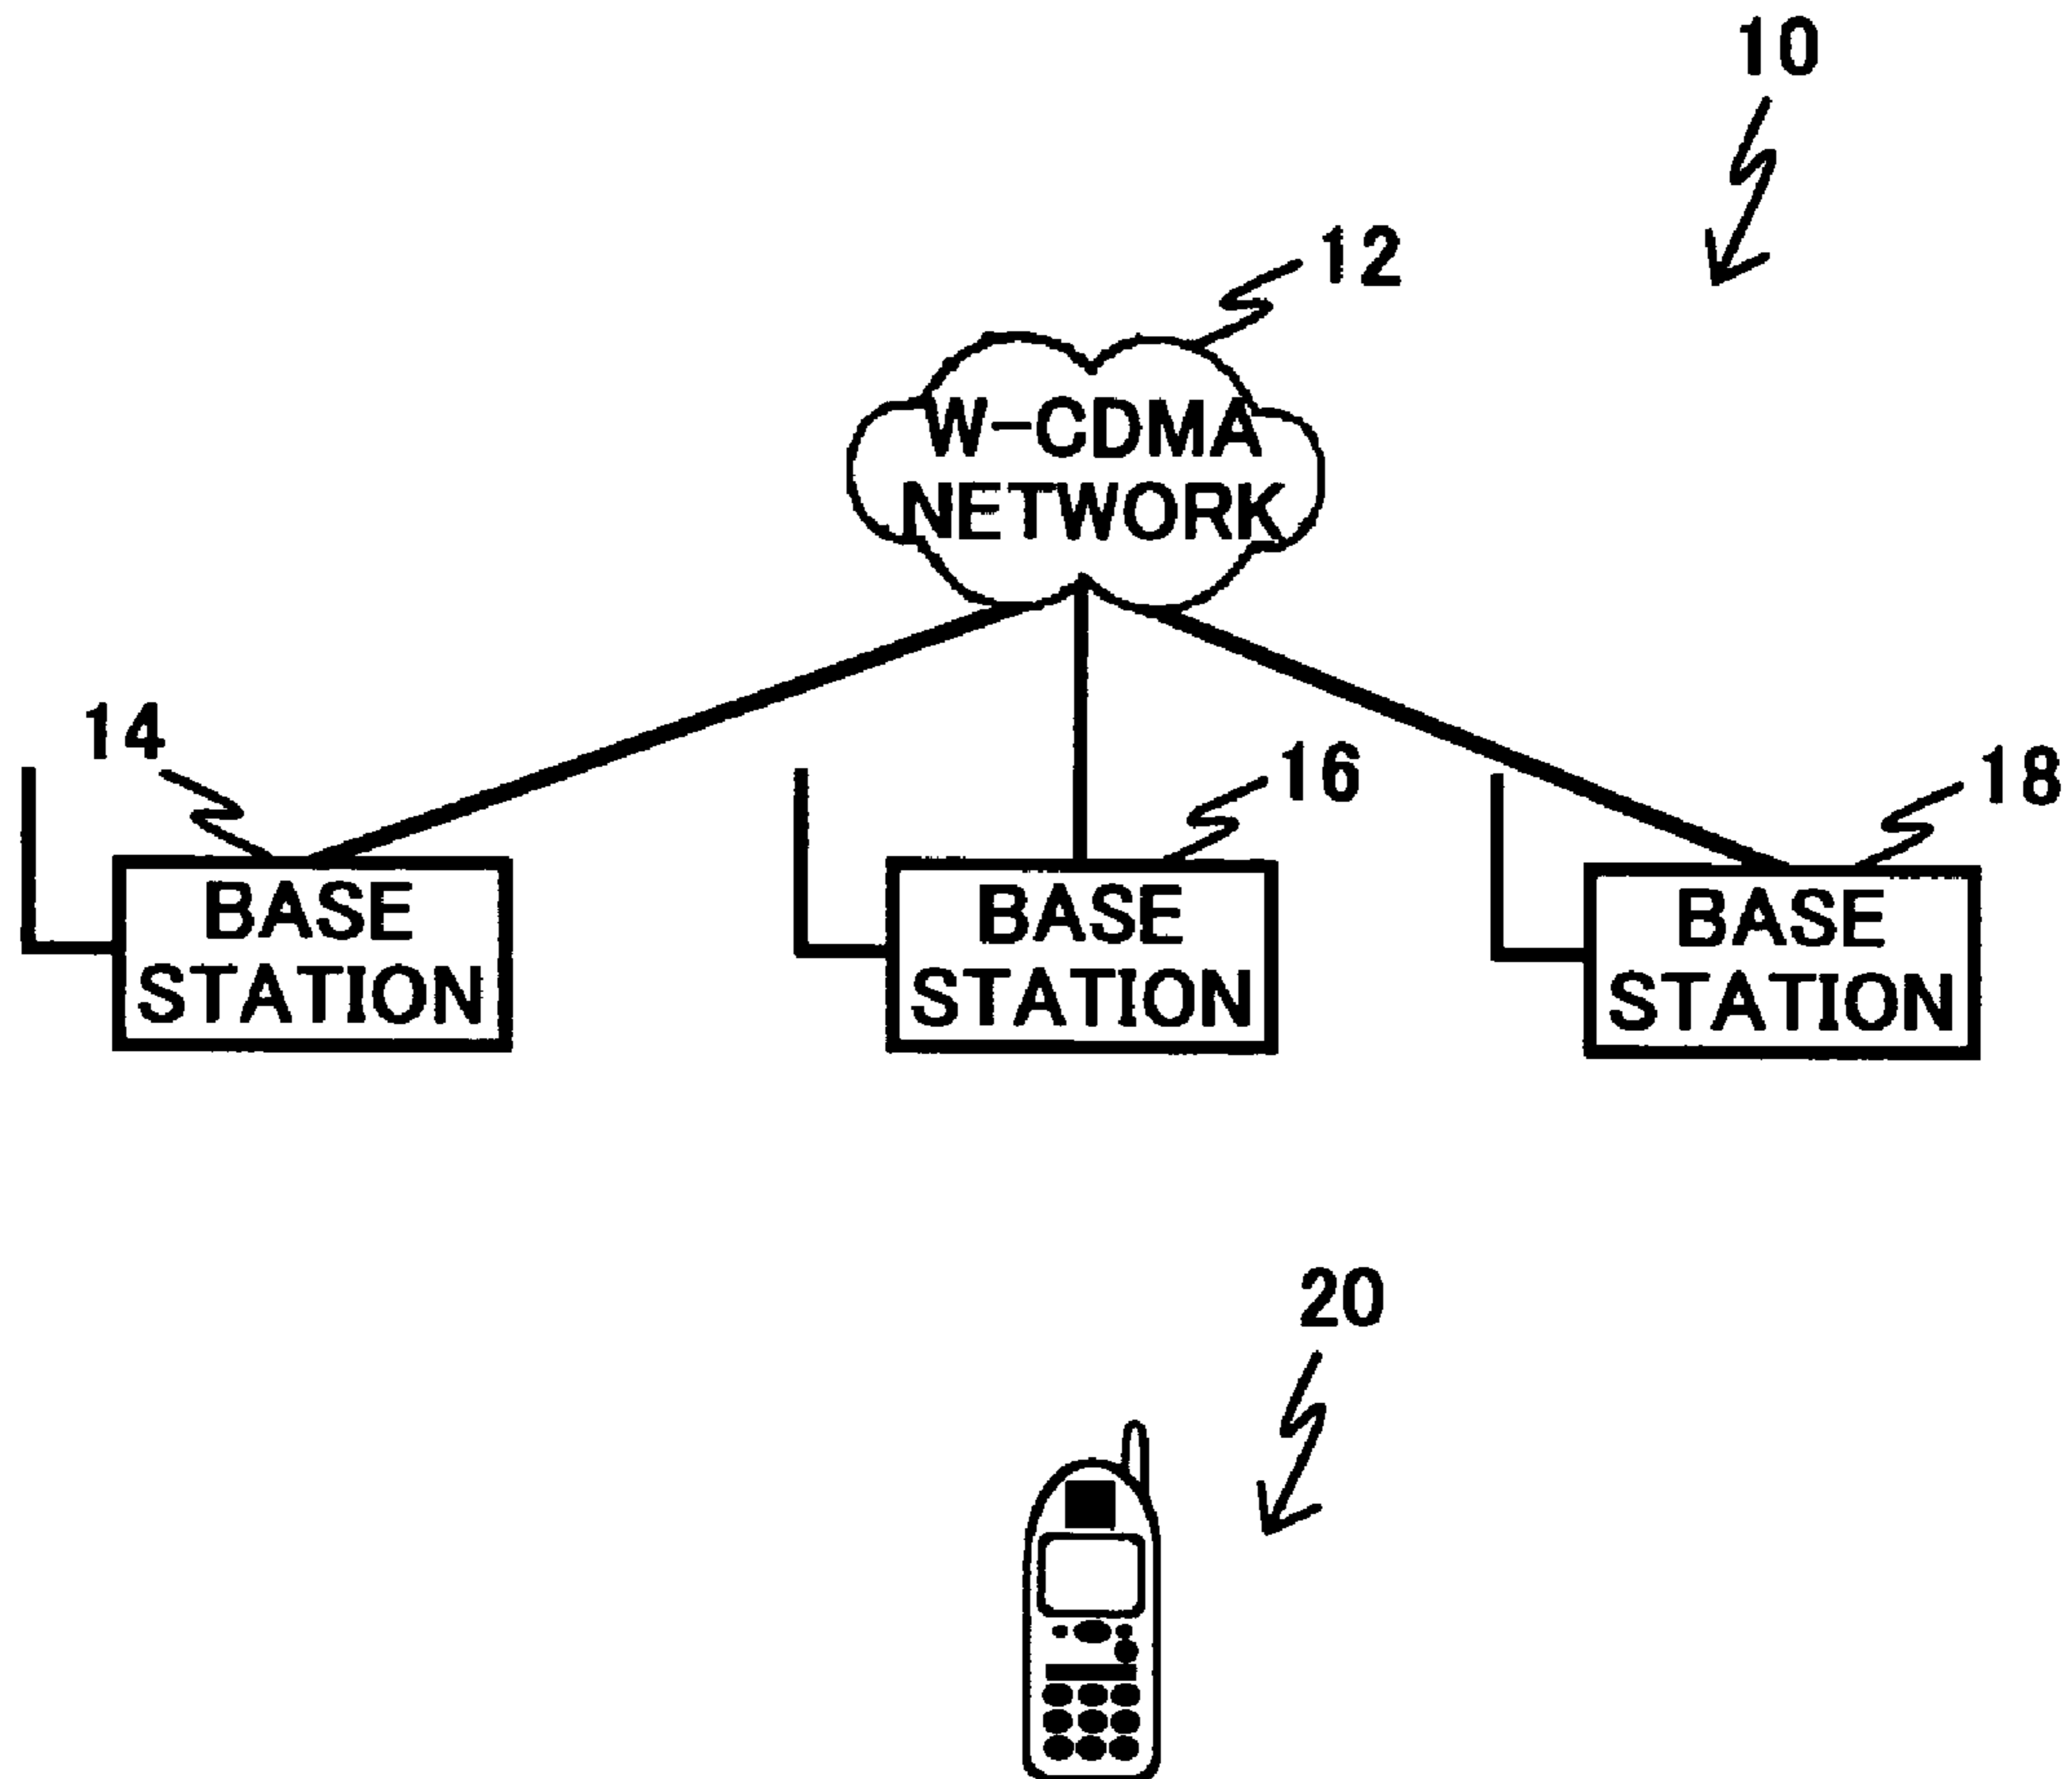 10
12
W-CDMA
NETWORK
14
16
18
BASE
STATION
BASE
STATION
BASE
STATION
20